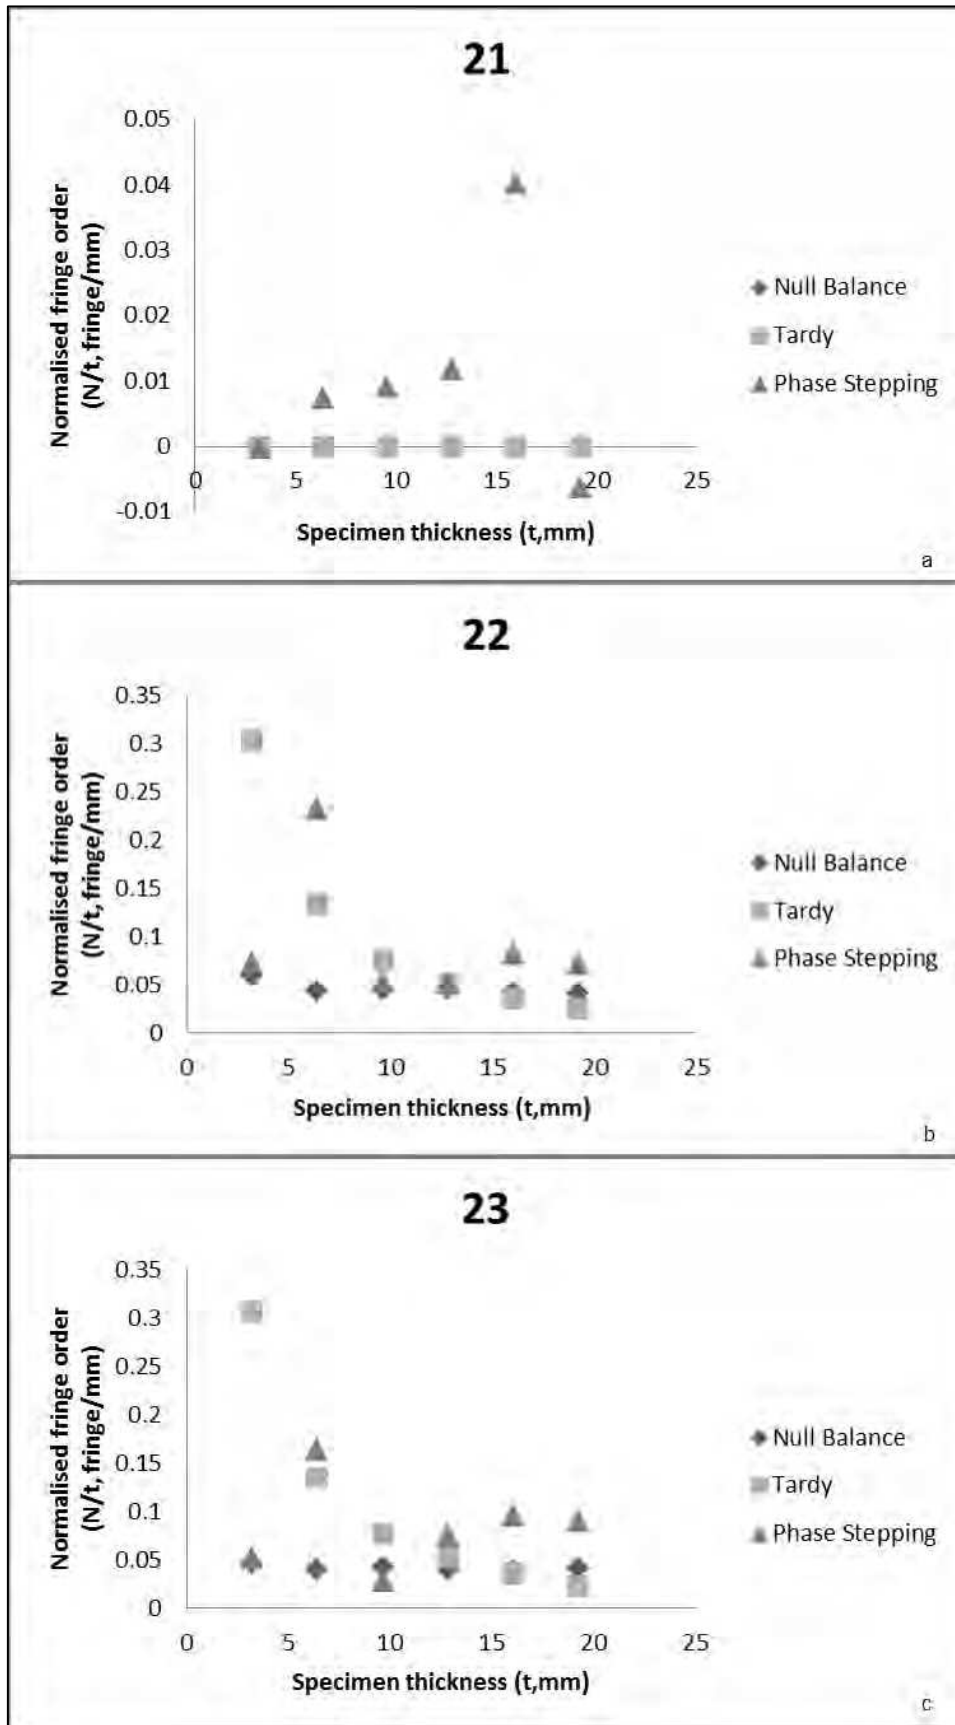 21
Normalised fringe order
(N/t, fringe/mm)
0.05
0.04
0.03
0.02
0.01
0
-0.01
0
5
10
15
20
25
Specimen thickness (t,mm)
Null Balance
Tardy
Phase Stepping
a
22
Normalised fringe order
(N/t, fringe/mm)
0.35
0.3
0.25
0.2
0.15
0.1
0.05
0
0
5
10
15
20
25
Specimen thickness (t,mm)
Null Balance
Tardy
Phase Stepping
b
23
Normalised fringe order
(N/t, fringe/mm)
0.35
0.3
0.25
0.2
0.15
0.1
0.05
0
0
5
10
15
20
25
Specimen thickness (t,mm)
Null Balance
Tardy
Phase Stepping
c